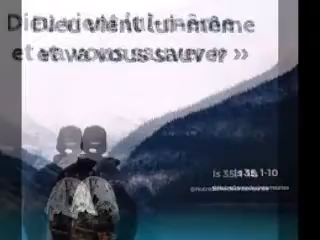 Dieu vient lui-même
et va vous sauver »
Is 35, 1-10